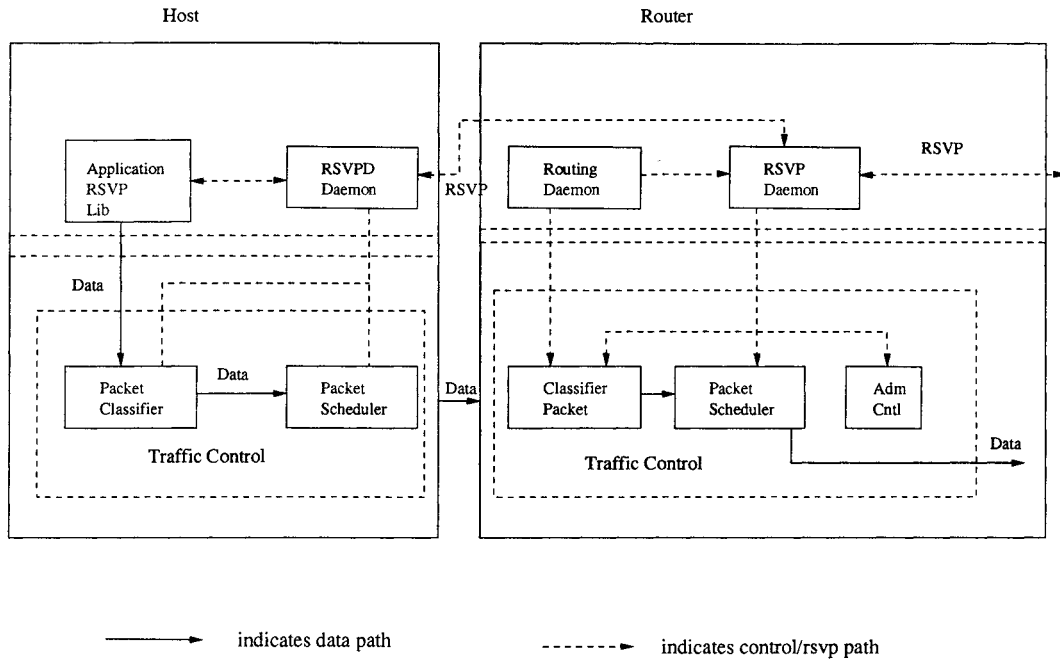 Host
Router
Application
RSVP
Lib
RSVPD
Daemon
RSVP
Routing
Daemon
RSVP
Daemon
RSVP
Data
Packet
Classifier
Data
Packet
Scheduler
Traffic Control
Data
Classifier
Packet
Packet
Scheduler
Adm
Cntl
Traffic Control
Data
indicates data path
indicates control/rsvp path